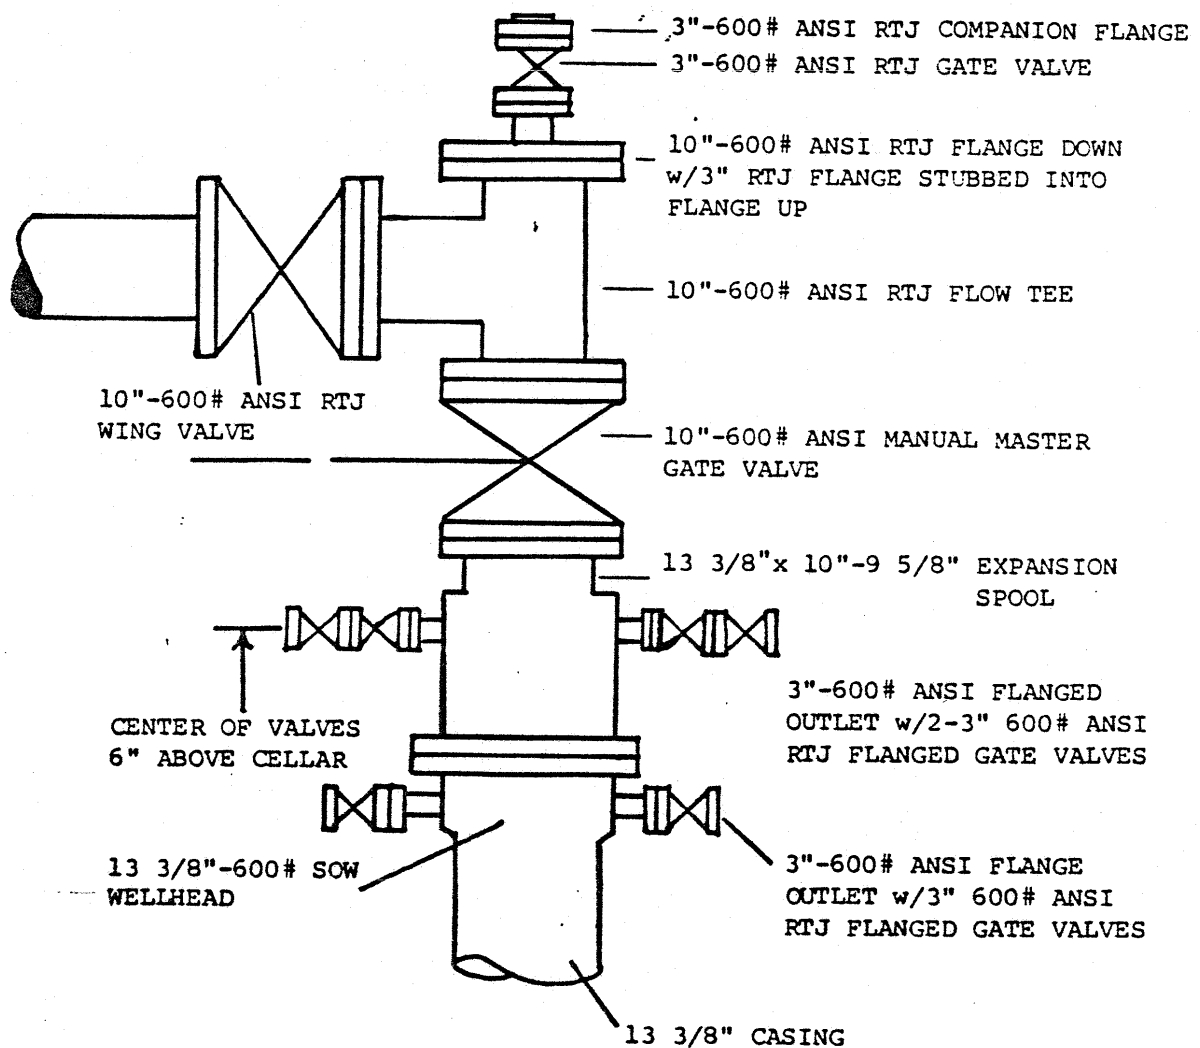 3"-600# ANSI RTJ COMPANION FLANGE
3"-600# ANSI RTJ GATE VALVE
10"-600# ANSI RTJ FLANGE DOWN
w/3" RTJ FLANGE STUBBED INTO
FLANGE UP
10"-600# ANSI RTJ FLOW TEE
10"-600# ANSI RTJ
WING VALVE
10"-600# ANSI MANUAL MASTER
GATE VALVE
13 3/8"x 10"-9 5/8" EXPANSION
SPOOL
3"-600# ANSI FLANGED
OUTLET w/2-3" 600# ANSI
RTJ FLANGED GATE VALVES
CENTER OF VALVES
6" ABOVE CELLAR
13 3/8"-600# SOW
WELLHEAD
3"-600# ANSI FLANGE
OUTLET w/3" 600# ANSI
RTJ FLANGED GATE VALVES
13 3/8" CASING